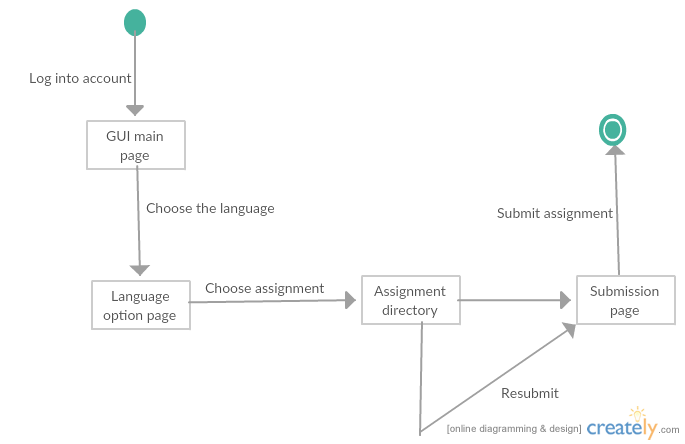 Log into account
GUI main
page
Choose the language
Submit assignment
Language
option page
Choose assignment
Assignment
directory
Submission
page
Resubmit
[online diagramming & design] creately.com